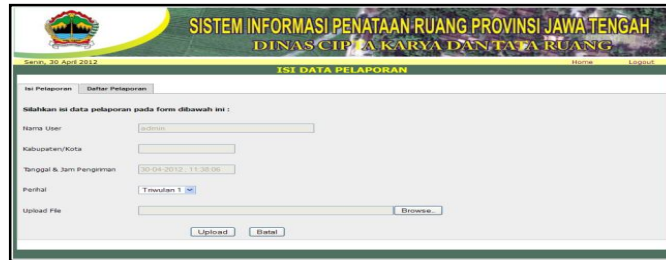 SISTEM INFORMASI PENATAAN RUANG PROVINSI JAWA TENGAH
DINAS CIPTA KARYA DAN TATA RUANG
Senin, 30 April 2012 Home Logout
ISI DATA PELAPORAN
Isi Pelaporan Daftar Pelaporan
Silahkan isi data pelaporan pada form dibawah ini :
Nama User admin
Kabupaten/Kota
Tanggal & Jam Pengiriman 30-04-2012 , 11:38:06
Perihal Triwulan 1
Upload File Browse..
Upload Batal